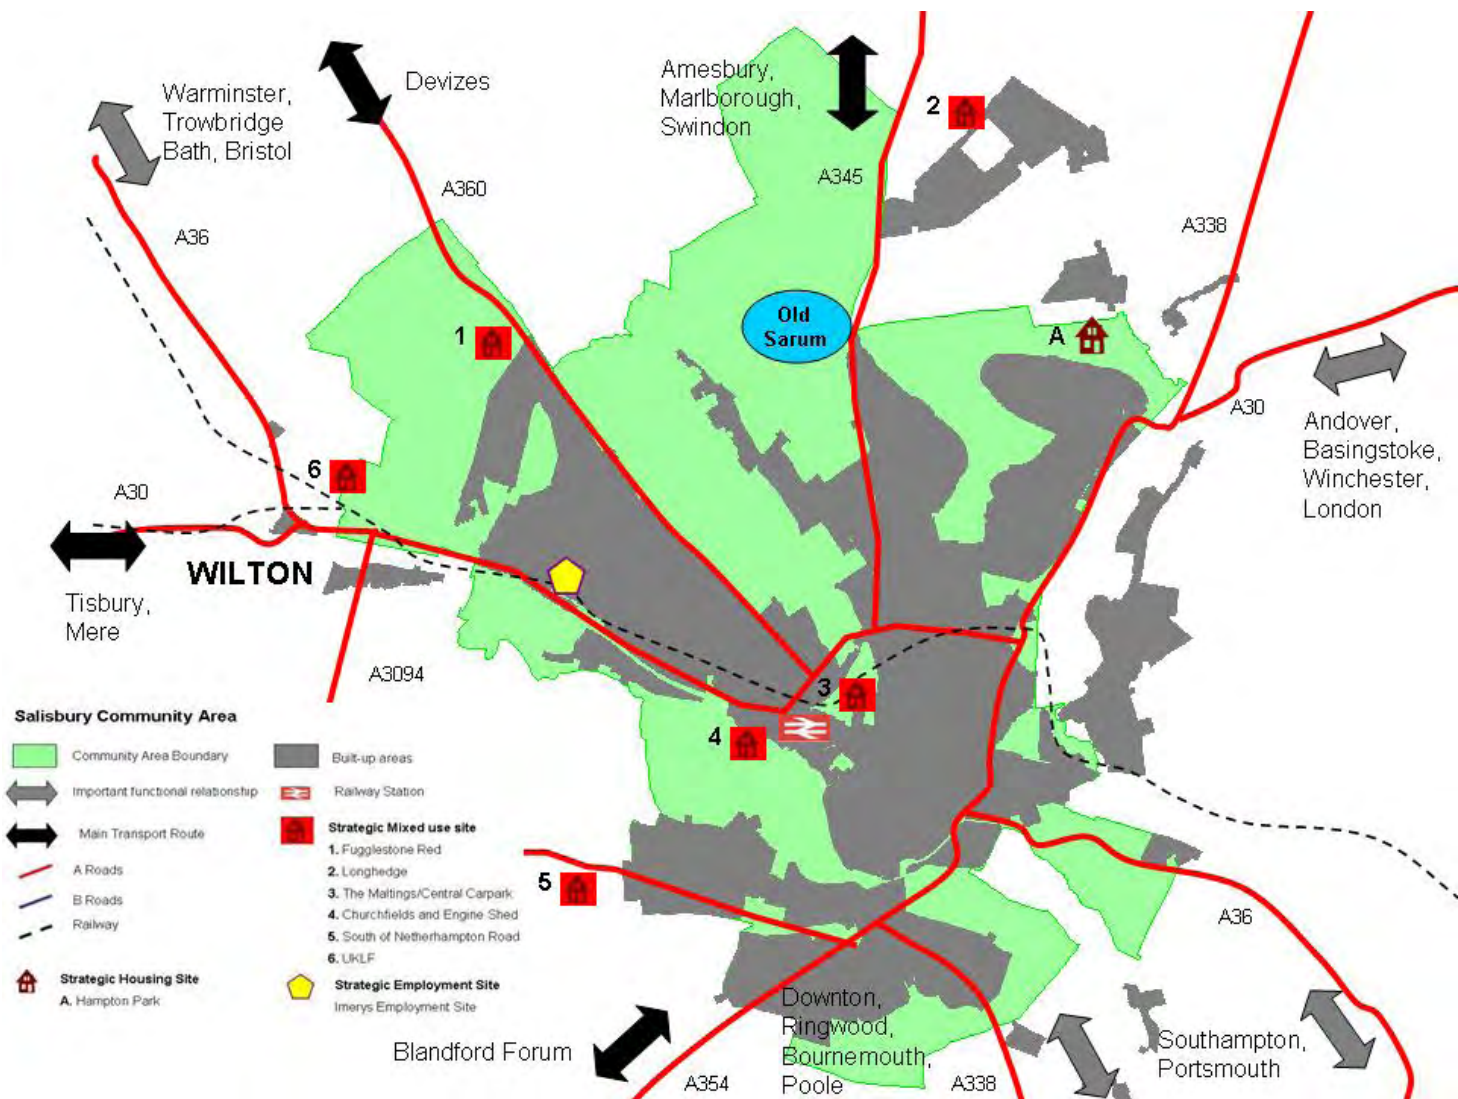 Devizes
Warminster,
Trowbridge
Bath, Bristol
Amesbury,
Marlborough,
Swindon
2
A345
A360
A36
A338
Old
Sarum
1
A
A30
Andover,
Basingstoke,
Winchester,
London
6
A30
WILTON
Tisbury,
Mere
A3094
3
4
5
A36
Downton,
Ringwood,
Bournemouth,
Poole
Southampton,
Portsmouth
Blandford Forum
A354
A338
Salisbury Community Area
Community Area Boundary
Important functional relationship
Main Transport Route
A Roads
B Roads
Railway
Strategic Housing Site
A. Hampton Park
Built-up areas
Railway Station
Strategic Mixed use site
1. Fugglestone Red
2. Longhedge
3. The Maltings/Central Carpark
4. Churchfields and Engine Shed
5. South of Netherhampton Road
6. UKLF
Strategic Employment Site
Imerys Employment Site